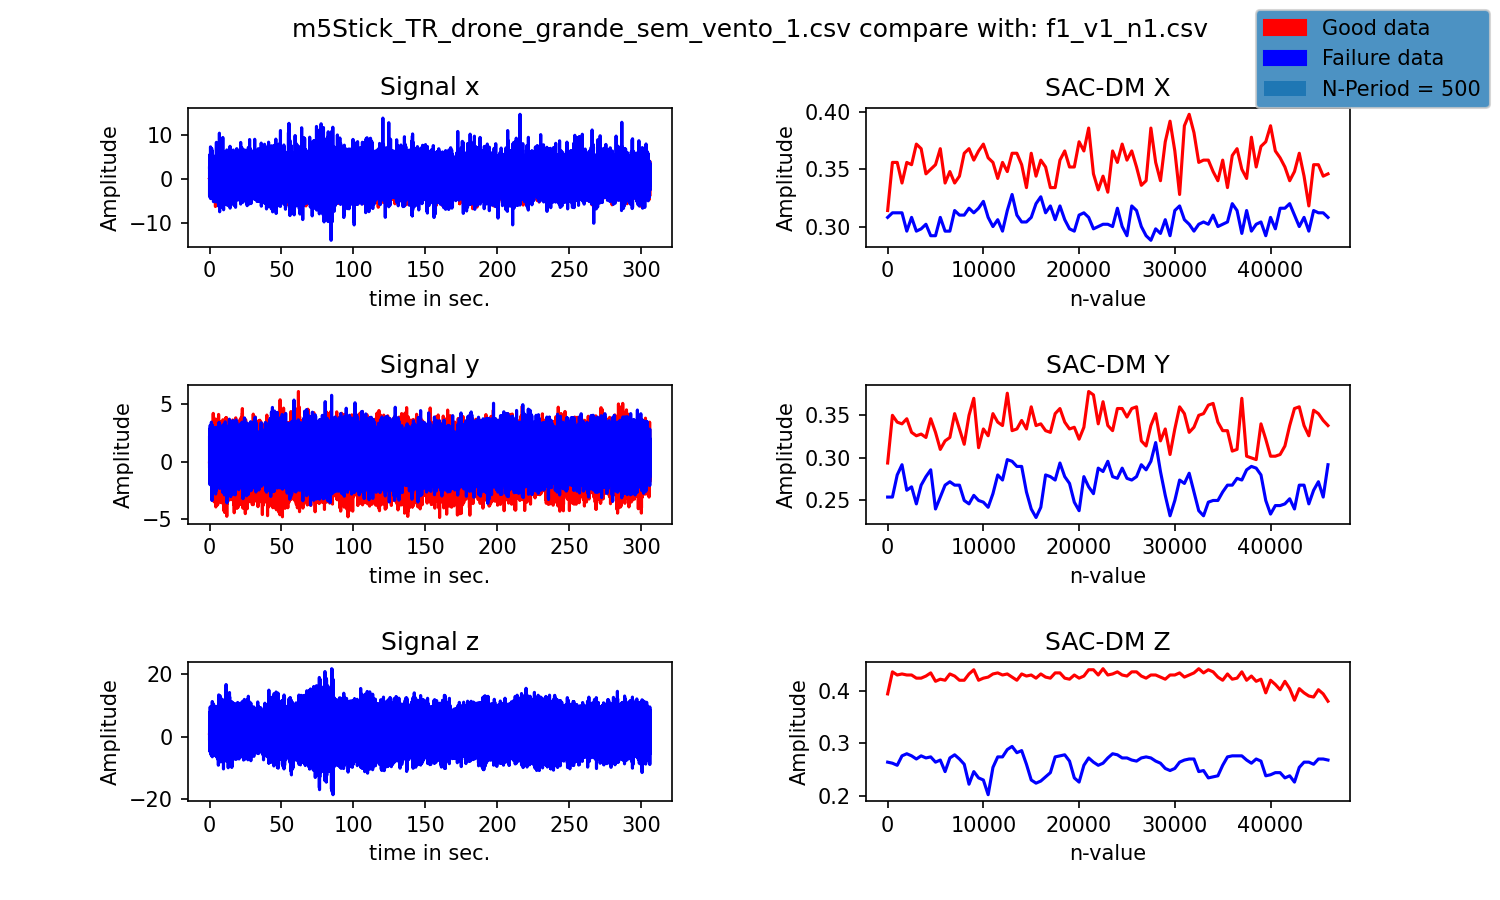 m5Stick_TR_drone_grande_sem_vento_1.csv compare with: f1_v1_n1.csv
Good data
Failure data
N-Period = 500
Signal x
Amplitude
10
0
−10
0 50 100 150 200 250 300
time in sec.
SAC-DM X
Amplitude
0.40
0.35
0.30
0 10000 20000 30000 40000
n-value
Signal y
Amplitude
5
0
−5
0 50 100 150 200 250 300
time in sec.
SAC-DM Y
Amplitude
0.35
0.30
0.25
0 10000 20000 30000 40000
n-value
Signal z
Amplitude
20
0
−20
0 50 100 150 200 250 300
time in sec.
SAC-DM Z
Amplitude
0.4
0.3
0.2
0 10000 20000 30000 40000
n-value